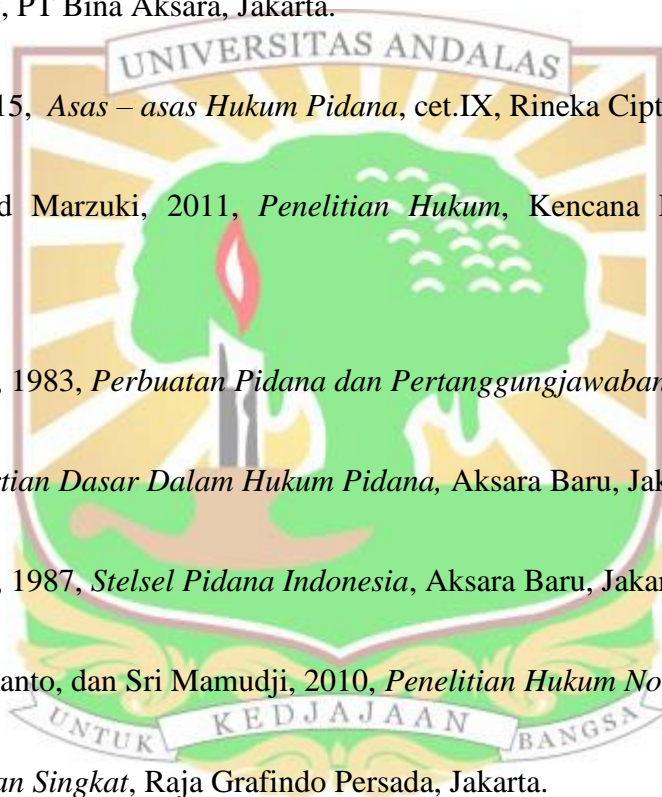 , PT Bina Aksara, Jakarta.
UNIVERSITAS ANDALAS
15, Asas – asas Hukum Pidana, cet.IX, Rineka Cipt
d Marzuki, 2011, Penelitian Hukum, Kencana
, 1983, Perbuatan Pidana dan Pertanggungjawaban
rtian Dasar Dalam Hukum Pidana, Aksara Baru, Jak
, 1987, Stelsel Pidana Indonesia, Aksara Baru, Jakar
anto, dan Sri Mamudji, 2010, Penelitian Hukum No
UNTUK KEDJAJAAN BANGSA
an Singkat, Raja Grafindo Persada, Jakarta.